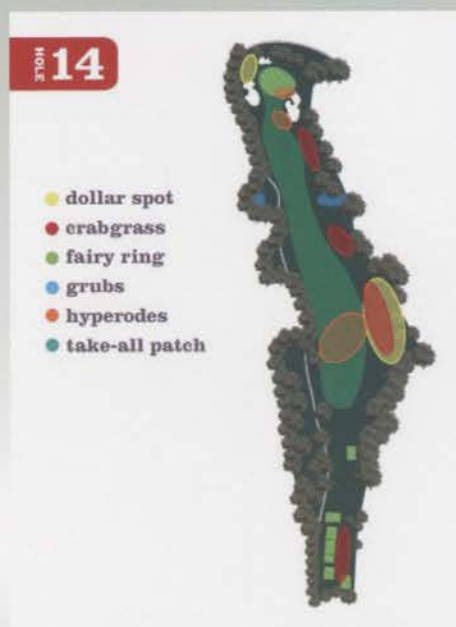 HOLE 14
dollar spot
crabgrass
fairy ring
grubs
hyperodes
take-all patch